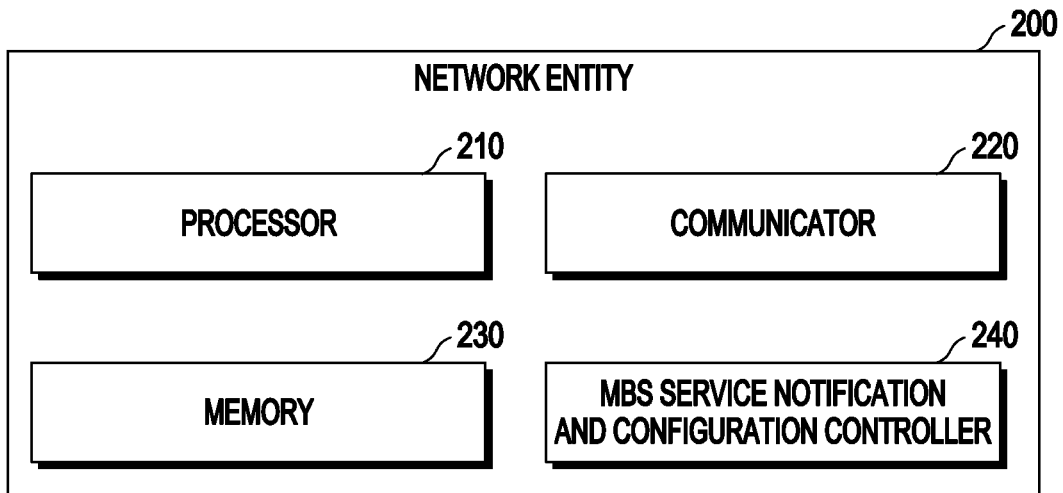 200
NETWORK ENTITY
210
PROCESSOR
220
COMMUNICATOR
230
MEMORY
240
MBS SERVICE NOTIFICATION
AND CONFIGURATION CONTROLLER